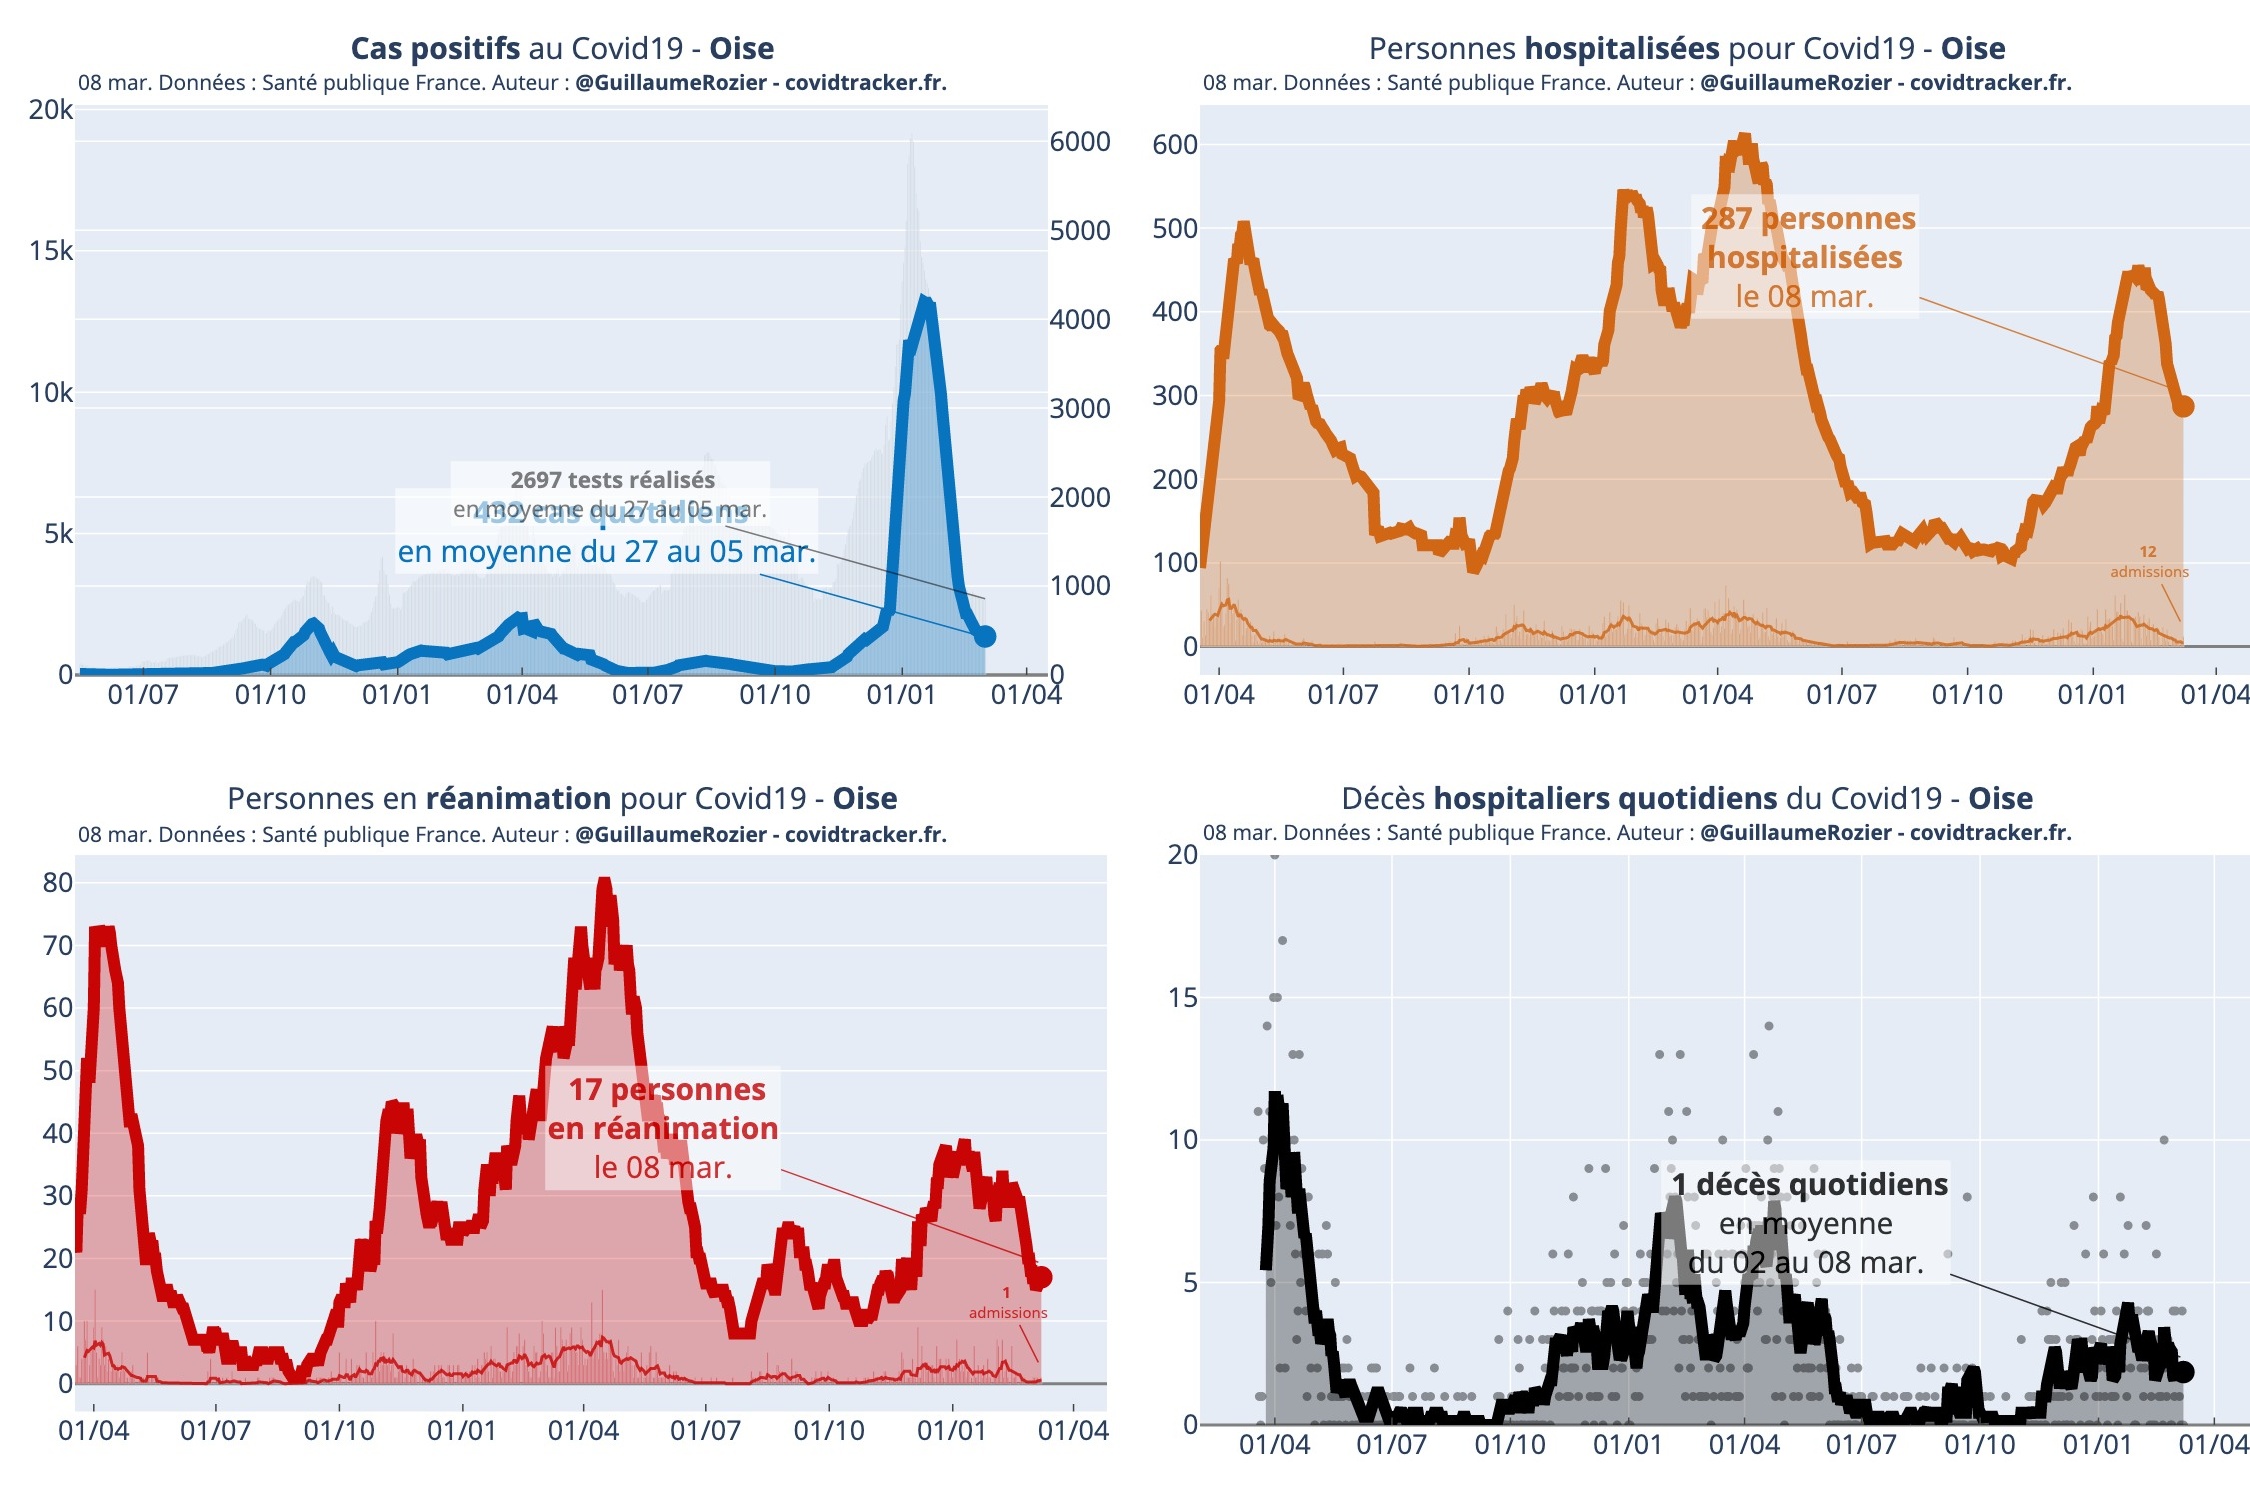 Cas positifs au Covid19 - Oise
08 mar. Données : Santé publique France. Auteur : @GuillaumeRozier - covidtracker.fr.
20k
15k
10k
5k
0
6000
5000
4000
3000
2000
1000
0
2697 tests réalisés
en moyenne du 27 au 05 mar.
432 cas quotidiens
en moyenne du 27 au 05 mar.
01/07 01/10 01/01 01/04 01/07 01/10 01/01 01/04
Personnes hospitalisées pour Covid19 - Oise
08 mar. Données : Santé publique France. Auteur : @GuillaumeRozier - covidtracker.fr.
600
500
400
300
200
100
0
287 personnes
hospitalisées
le 08 mar.
12
admissions
01/04 01/07 01/10 01/01 01/04 01/07 01/10 01/01 01/04
Personnes en réanimation pour Covid19 - Oise
08 mar. Données : Santé publique France. Auteur : @GuillaumeRozier - covidtracker.fr.
80
70
60
50
40
30
20
10
0
17 personnes
en réanimation
le 08 mar.
1
admissions
01/04 01/07 01/10 01/01 01/04 01/07 01/10 01/01 01/04
Décès hospitaliers quotidiens du Covid19 - Oise
08 mar. Données : Santé publique France. Auteur : @GuillaumeRozier - covidtracker.fr.
20
15
10
5
0
1 décès quotidiens
en moyenne
du 02 au 08 mar.
01/04 01/07 01/10 01/01 01/04 01/07 01/10 01/01 01/04